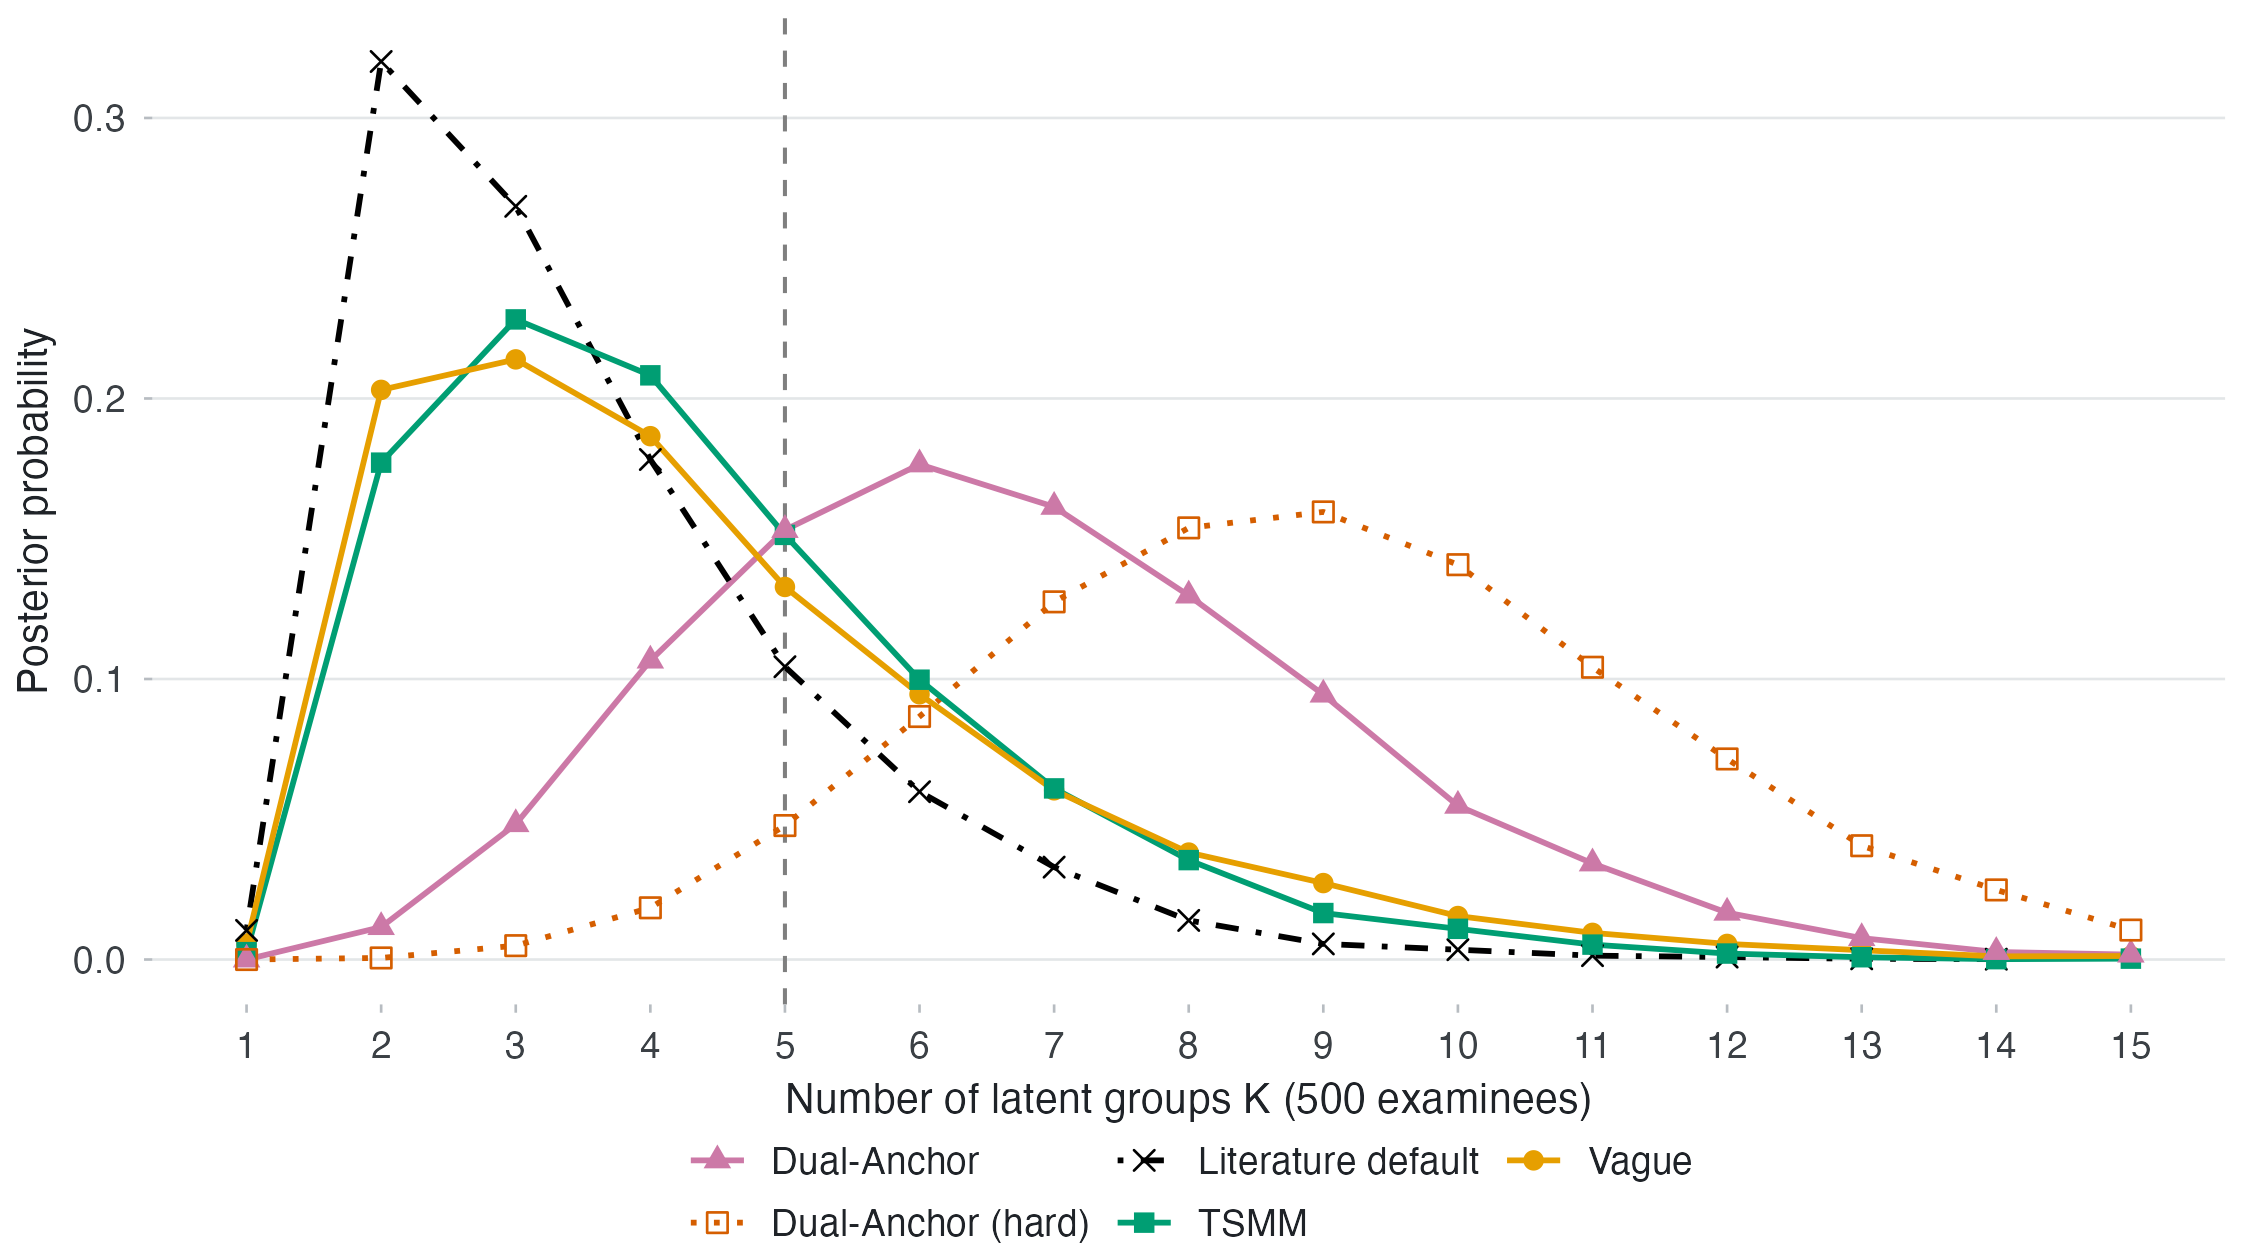 Posterior probability
0.3
0.2
0.1
0.0
1 2 3 4 5 6 7 8 9 10 11 12 13 14 15
Number of latent groups K (500 examinees)
Dual-Anchor Literature default Vague
Dual-Anchor (hard) TSMM